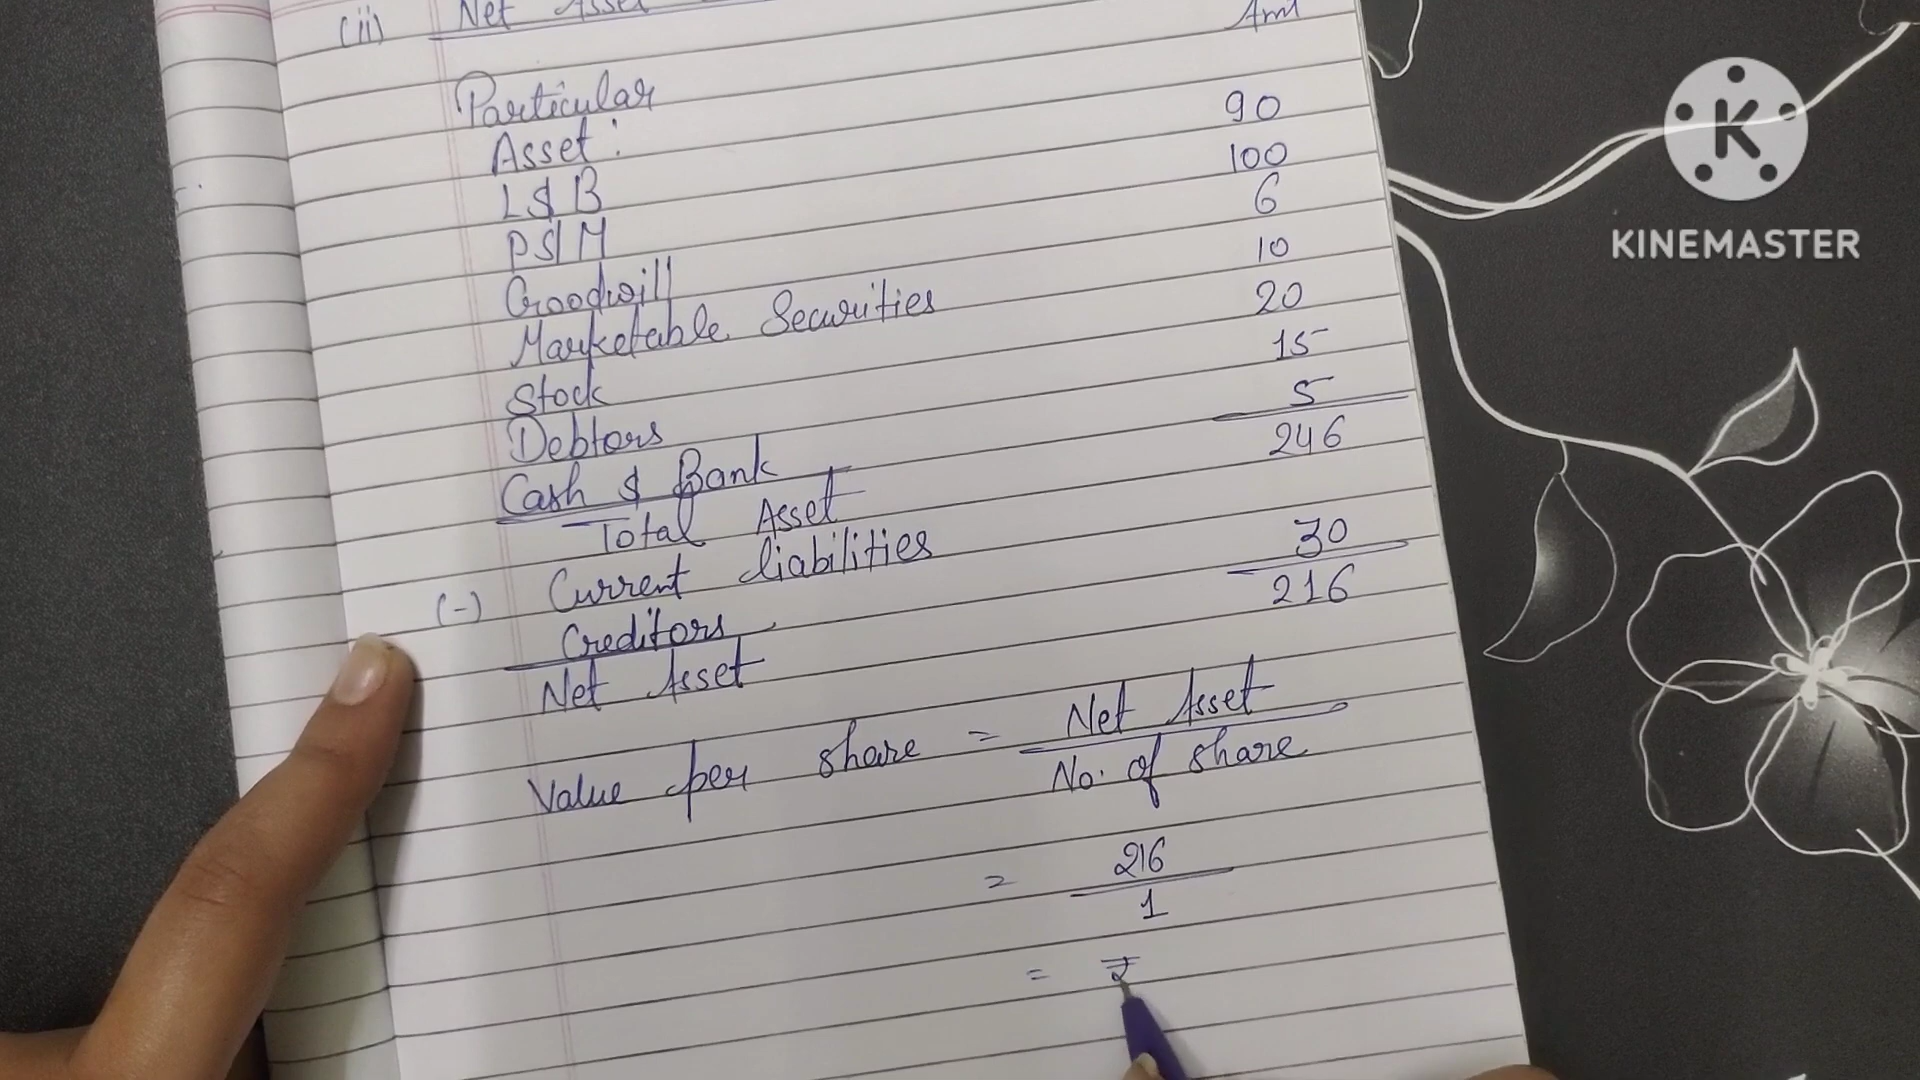 (ii) Net Asset
Amt
Particular
Asset :
L & B 90
P & M 100
Goodwill 6
Marketable Securities 10
Stock 20
Debtors 15
Cash & Bank 5
Total Asset 246
(-) Current liabilities
Creditors 30
Net Asset 216
Value per share = Net Asset
No. of share
= 216
1
= ₹
KINEMASTER